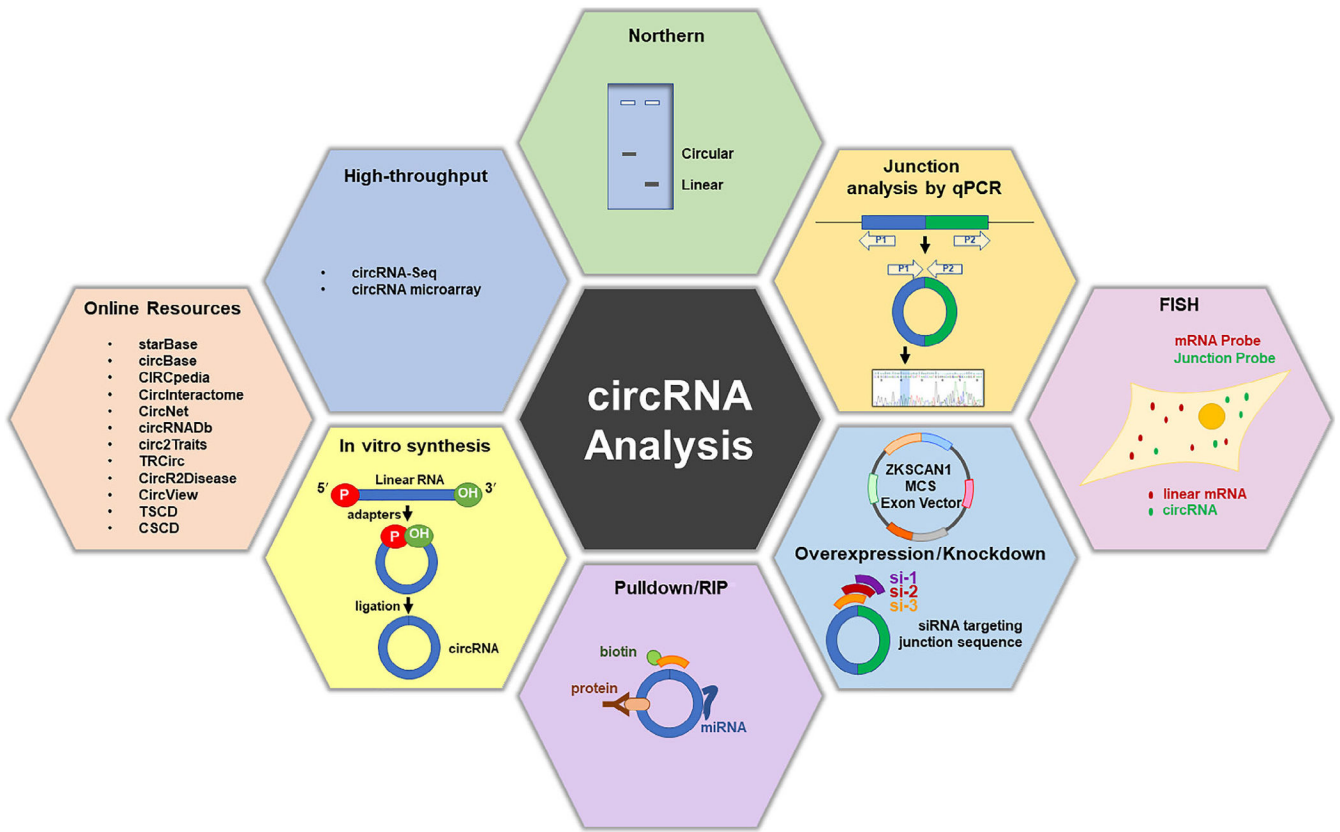 Northern
Circular
Linear
High-throughput
• circRNA-Seq
• circRNA microarray
Junction
analysis by qPCR
P1
P2
P1
P2
Online Resources
• starBase
• circBase
• CIRCpedia
• CircInteractome
• CircNet
• circRNADb
• circ2Traits
• TRCirc
• CircR2Disease
• CircView
• TSCD
• CSCD
circRNA
Analysis
FISH
mRNA Probe
Junction Probe
linear mRNA
circRNA
In vitro synthesis
5′
Linear RNA
3′
P
OH
adapters
P
OH
ligation
circRNA
ZKSCAN1
MCS
Exon Vector
Overexpression/Knockdown
si-1
si-2
si-3
siRNA targeting
junction sequence
Pulldown/RIP
biotin
protein
miRNA